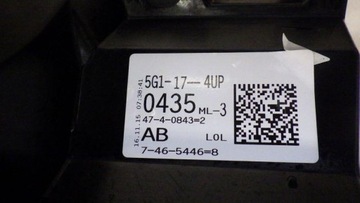 5G1-17-4UP
0435 ML-3
47-4-0843=2
AB LOL
7-46-5446=8
16.11.15 07:38:41